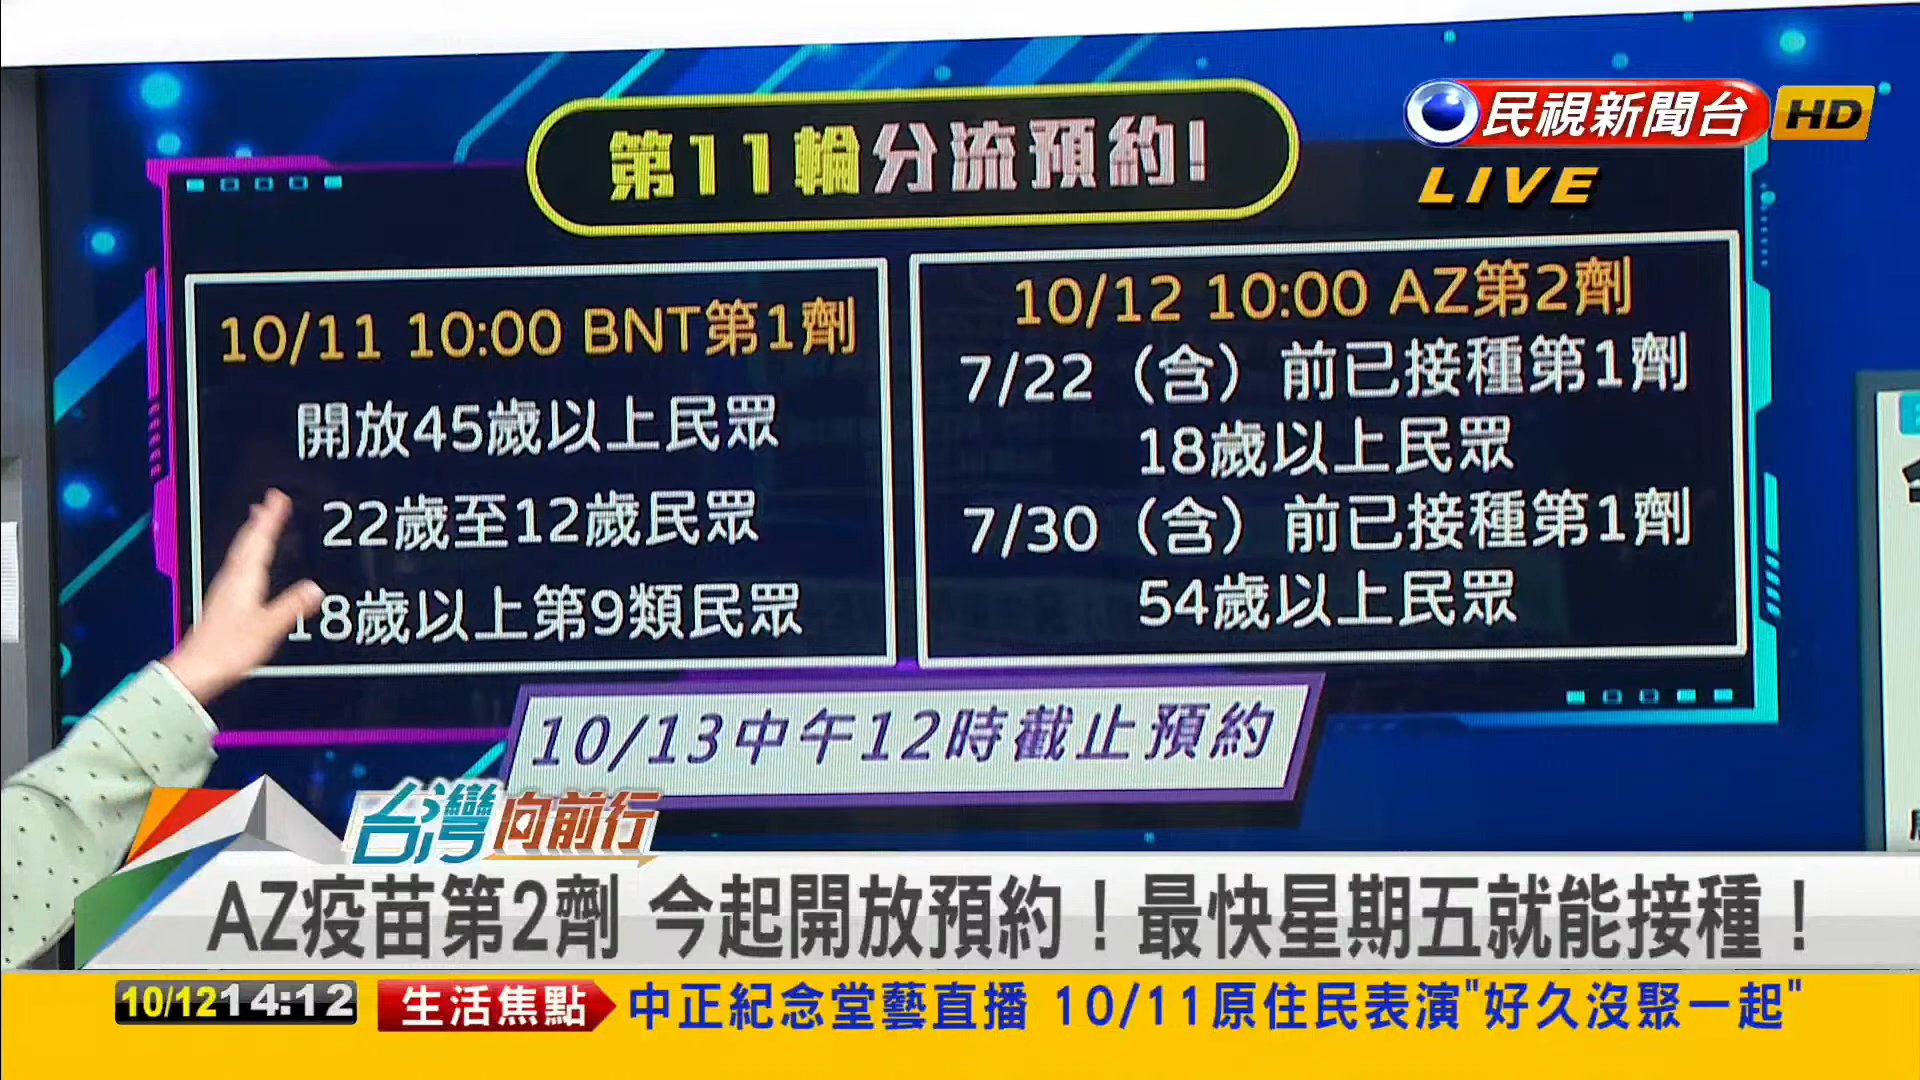 第11輪分流預約!
民視新聞台 HD
LIVE
10/11 10:00 BNT第1劑
開放45歲以上民眾
22歲至12歲民眾
18歲以上第9類民眾
10/12 10:00 AZ第2劑
7/22（含）前已接種第1劑
18歲以上民眾
7/30（含）前已接種第1劑
54歲以上民眾
10/13中午12時截止預約
台灣向前行
AZ疫苗第2劑 今起開放預約！最快星期五就能接種！
10/12 14:12 生活焦點 中正紀念堂藝直播 10/11原住民表演"好久沒聚一起"